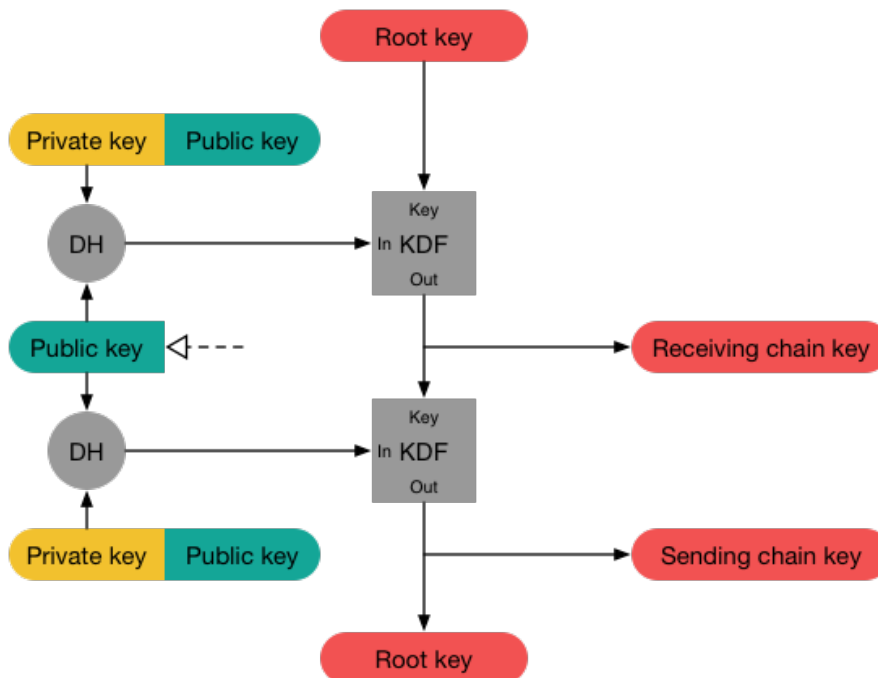 Root key
Private key Public key
Key
DH In KDF
Out
Public key Receiving chain key
Key
DH In KDF
Out
Private key Public key Sending chain key
Root key